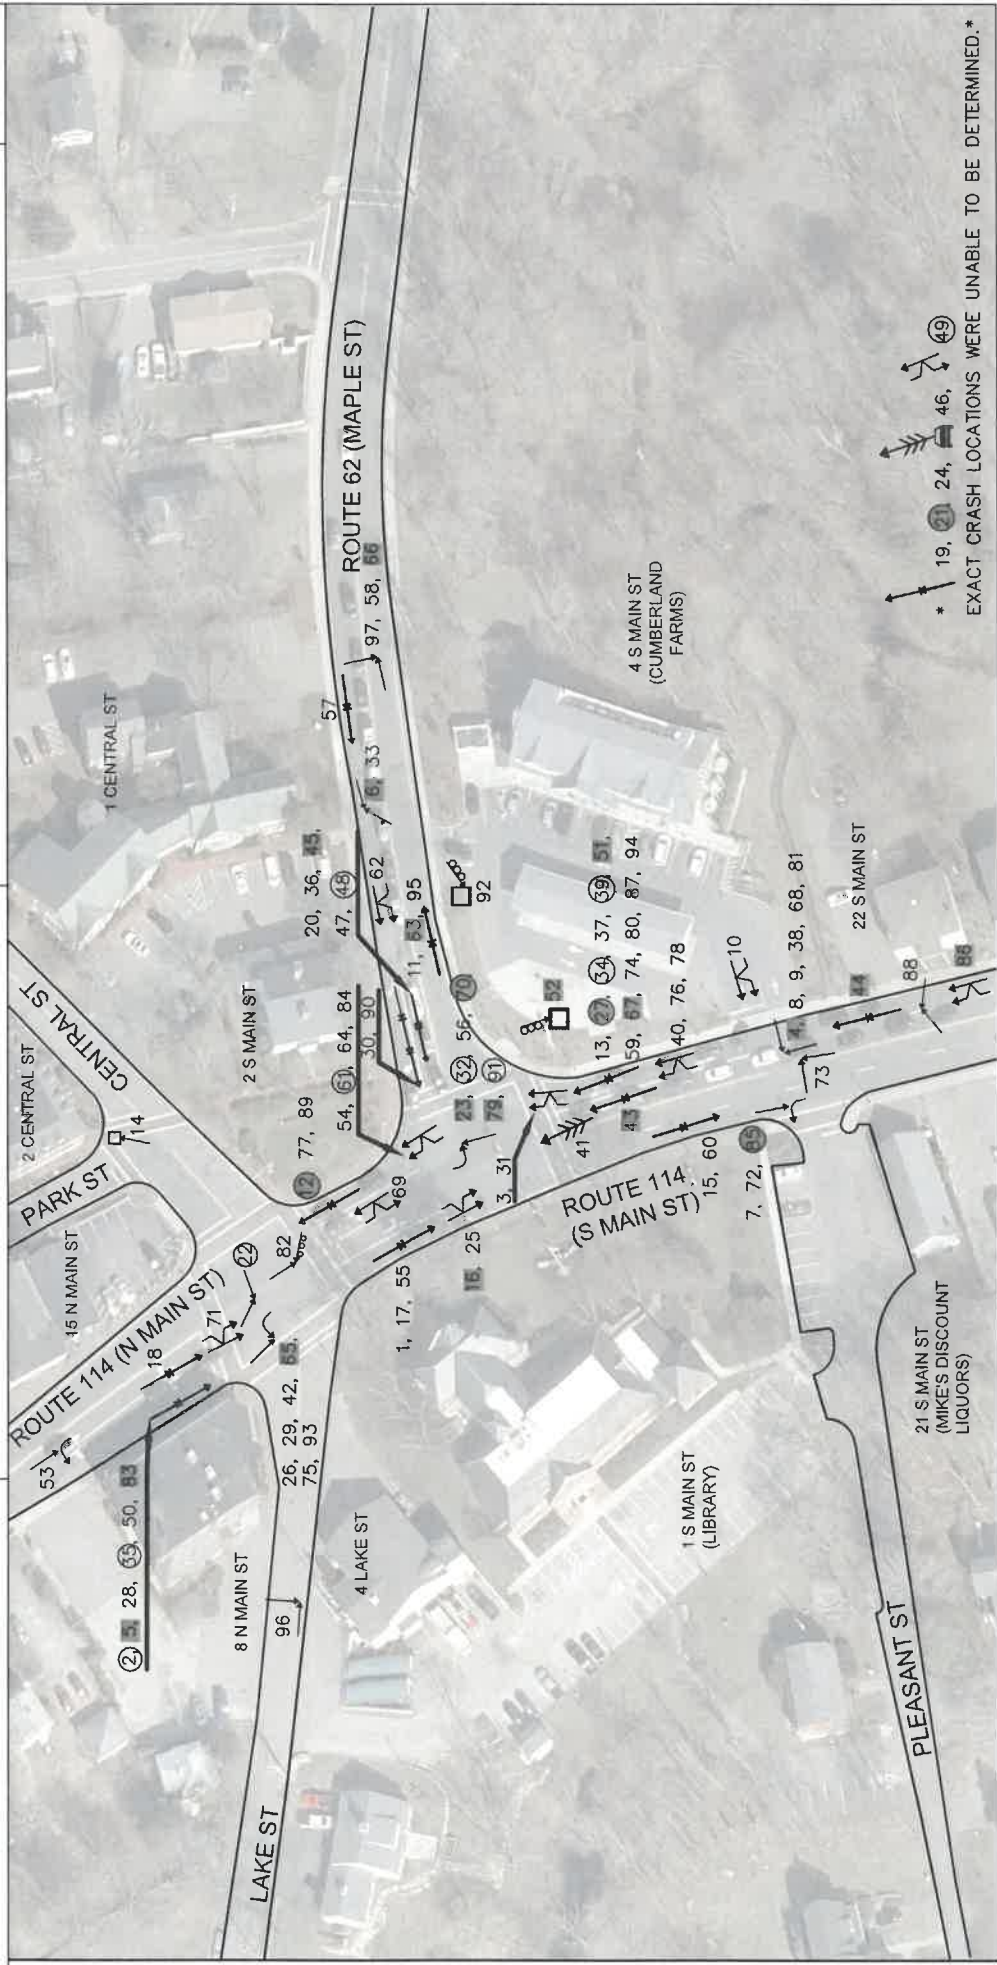 CENTRAL ST
2 CENTRAL ST
PARK ST
14
15 N MAIN ST
ROUTE 114 (N MAIN ST)
53
18
71
22
2, 5, 28, 35, 50, 83
8 N MAIN ST
96
LAKE ST
4 LAKE ST
26, 29, 42, 65,
75, 93
82
12 77, 89
69
1, 17, 55
16, 25
2 S MAIN ST
54, 61, 64, 84
30, 90
1 CENTRAL ST
20, 36, 45,
47, 48
62
11, 63, 95
6, 33
57
97, 58, 66
ROUTE 62 (MAPLE ST)
23, 32, 56, 70
79, 91
92
52
3, 31
41
43
ROUTE 114
(S MAIN ST)
15, 60
13, 27, 34, 37, 39, 51,
59, 67, 74, 80, 87, 94
40, 76, 78
10
4, 8, 9, 38, 68, 81
73
7, 72, 85
44
88
86
22 S MAIN ST
4 S MAIN ST
(CUMBERLAND
FARMS)
1 S MAIN ST
(LIBRARY)
21 S MAIN ST
(MIKE'S DISCOUNT
LIQUORS)
PLEASANT ST
* 19, 21, 24, 46, 49
EXACT CRASH LOCATIONS WERE UNABLE TO BE DETERMINED.*